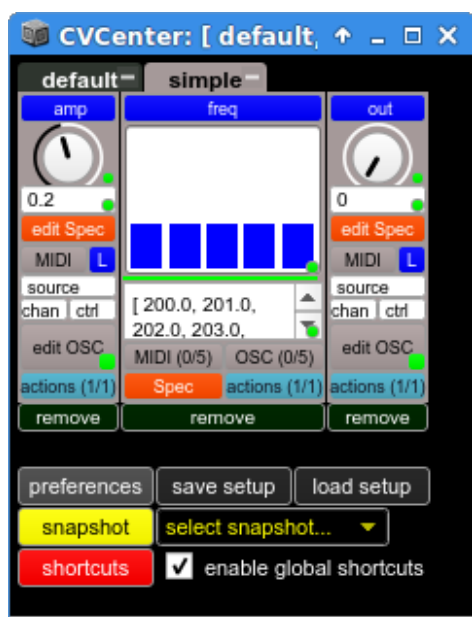 CVCenter: [ default,
default simple
amp freq out
0.2 0
edit Spec edit Spec
MIDI L [ 200.0, 201.0, MIDI L
source 202.0, 203.0, source
chan ctrl chan ctrl
edit OSC MIDI (0/5) OSC (0/5) edit OSC
actions (1/1) Spec actions (1/1) actions (1/1)
remove remove remove
preferences save setup load setup
snapshot select snapshot...
shortcuts enable global shortcuts